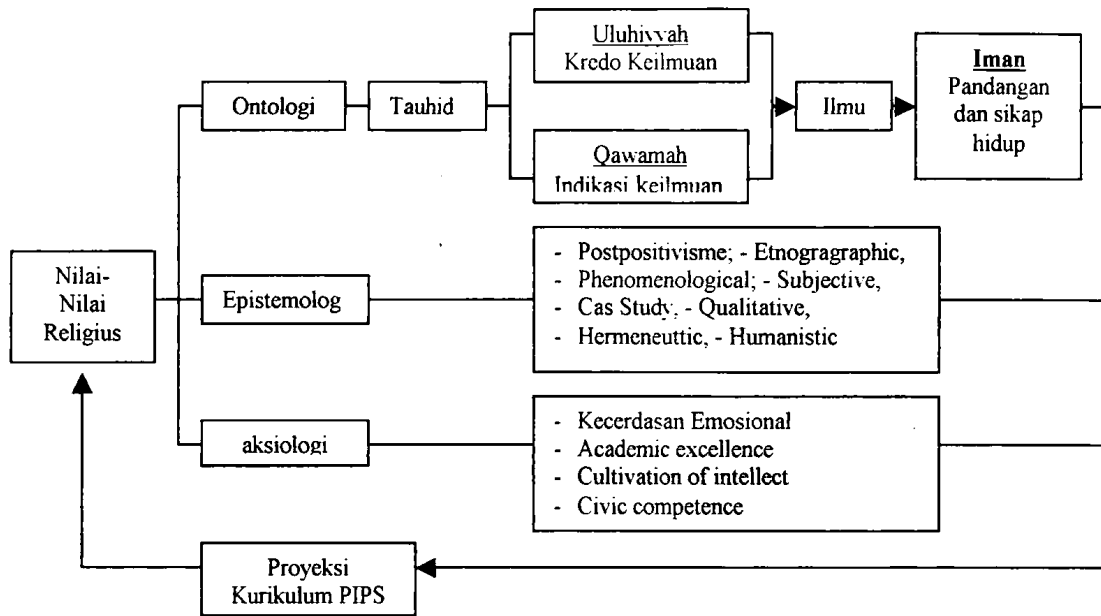 Uluhiyyah
Kredo Keilmuan
Ontologi
Tauhid
Ilmu
Iman
Pandangan
dan sikap
hidup
Qawamah
Indikasi keilmuan
Nilai-
Nilai
Religius
Epistemolog
- Postpositivisme; - Etnogragraphic,
- Phenomenological; - Subjective,
- Cas Study, - Qualitative,
- Hermeneuttic, - Humanistic
aksiologi
- Kecerdasan Emosional
- Academic excellence
- Cultivation of intellect
- Civic competence
Proyeksi
Kurikulum PIPS